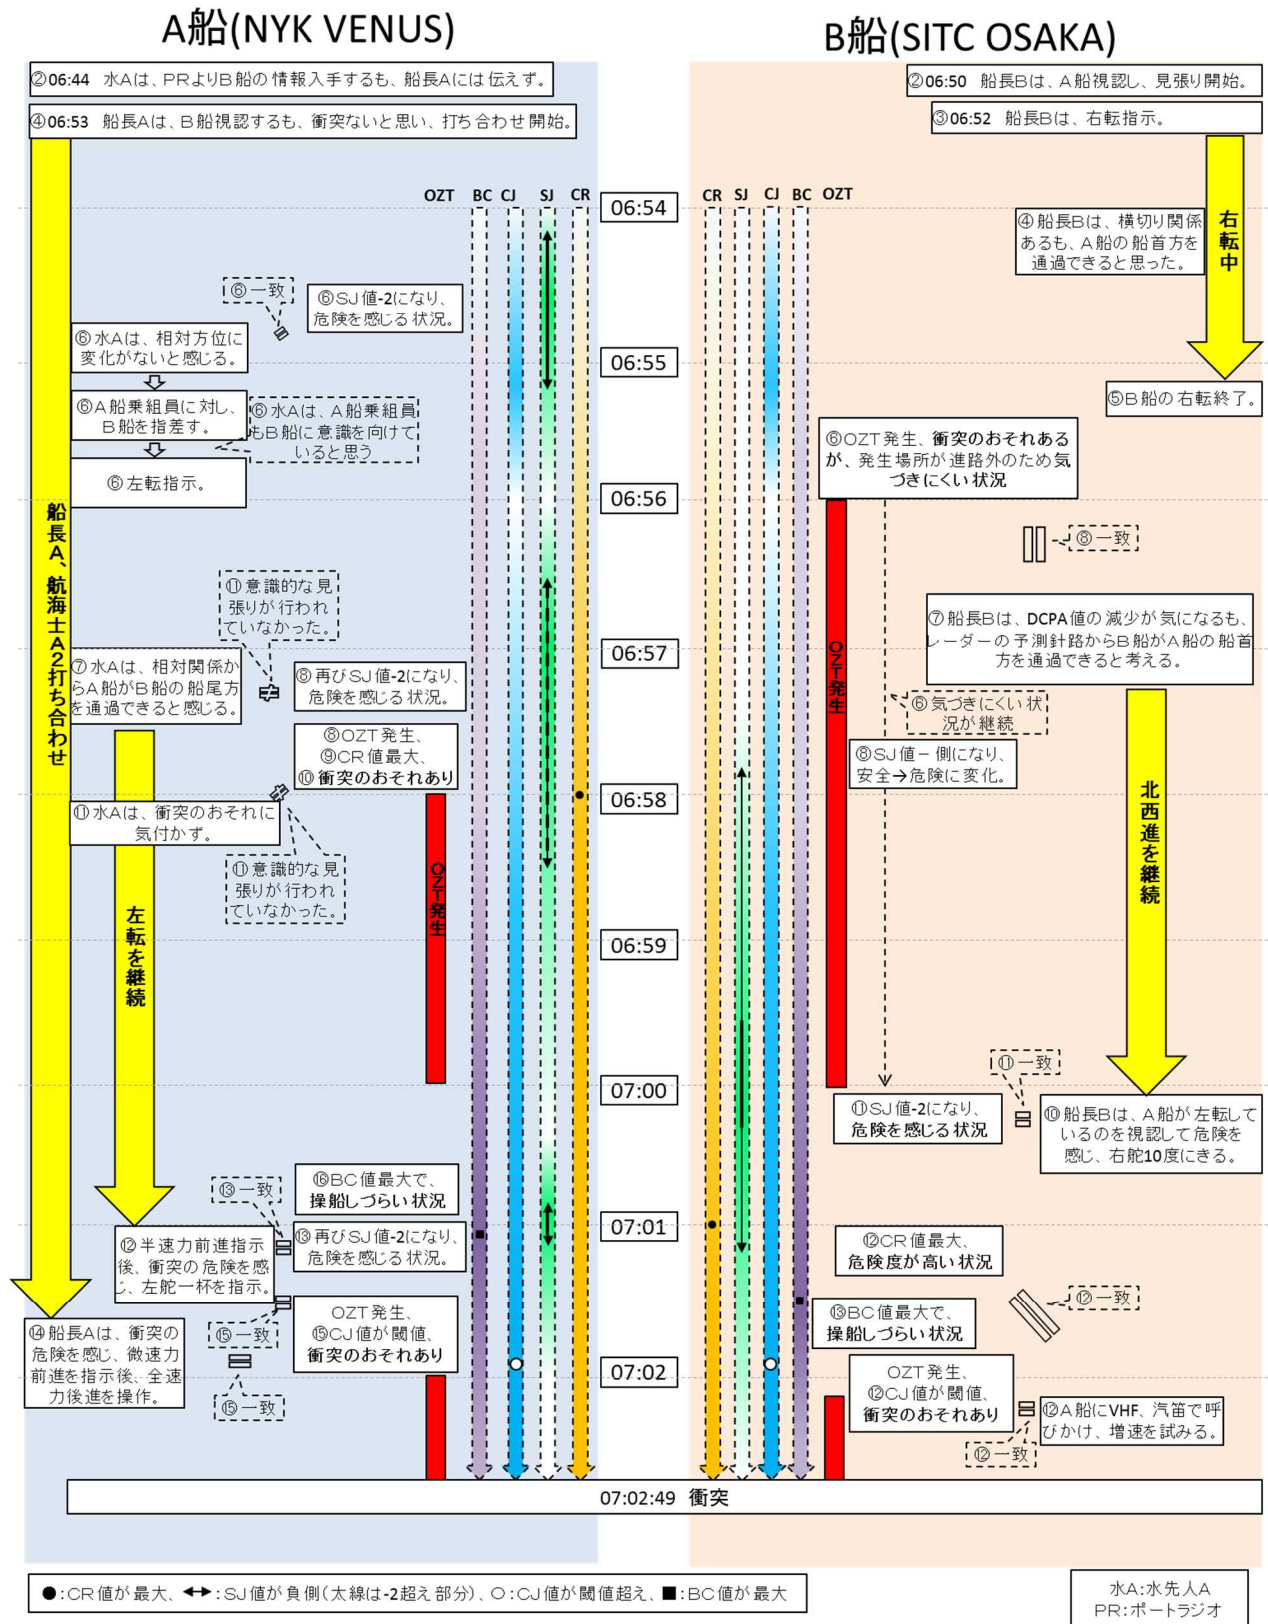 A船(NYK VENUS)
B船(SITC OSAKA)
②06:44 水Aは、PRよりB船の情報入手するも、船長Aには伝えず。
④06:53 船長Aは、B船視認するも、衝突ないと思い、打ち合わせ開始。
②06:50 船長Bは、A船視認し、見張り開始。
③06:52 船長Bは、右転指示。
OZT BC CJ SJ CR
CR SJ CJ BC OZT
06:54
06:55
06:56
06:57
06:58
06:59
07:00
07:01
07:02
船長A、航海士A2打ち合わせ
⑥一致
⑥SJ値-2になり、
危険を感じる状況。
⑥水Aは、相対方位に
変化がないと感じる。
⑥A船乗組員に対し、
B船を指差す。
⑥水Aは、A船乗組員
もB船に意識を向けて
いると思う
⑥左転指示。
⑪意識的な見
張りが行われ
ていなかった。
⑦水Aは、相対関係か
らA船がB船の船尾方
を通過できると感じる。
≠
⑧再びSJ値-2になり、
危険を感じる状況。
⑧OZT発生、
⑨CR値最大、
⑩衝突のおそれあり
≠
⑪水Aは、衝突のおそれに
気付かず。
⑪意識的な見
張りが行われ
ていなかった。
OZT発生
左転を継続
⑯BC値最大で、
操船しづらい状況
⑬一致
⑬再びSJ値-2になり、
危険を感じる状況。
⑫半速力前進指示
後、衝突の危険を感
じ、左舵一杯を指示。
OZT発生、
⑮CJ値が閾値、
衝突のおそれあり
⑮一致
⑭船長Aは、衝突の
危険を感じ、微速力
前進を指示後、全速
力後進を操作。
⑮一致
右転中
④船長Bは、横切り関係
あるも、A船の船首方を
通過できると思った。
⑤B船の右転終了。
⑥OZT発生、衝突のおそれある
が、発生場所が進路外のため気
づきにくい状況
⑧一致
⑦船長Bは、DCPA値の減少が気になるも、
レーダーの予測針路からB船がA船の船首
方を通過できると考える。
OZT発生
⑥気づきにくい状
況が継続
⑧SJ値－側になり、
安全→危険に変化。
北西進を継続
⑪一致
⑪SJ値-2になり、
危険を感じる状況
⑩船長Bは、A船が左転して
いるのを視認して危険を
感じ、右舵10度にきる。
⑫CR値最大、
危険度が高い状況
⑫一致
⑬BC値最大で、
操船しづらい状況
OZT発生、
⑫CJ値が閾値、
衝突のおそれあり
⑫A船にVHF、汽笛で呼
びかけ、増速を試みる。
⑫一致
07:02:49 衝突
●:CR値が最大、◀▶:SJ値が負側(太線は-2超え部分)、○:CJ値が閾値超え、■:BC値が最大
水A:水先人A
PR:ポートラジオ